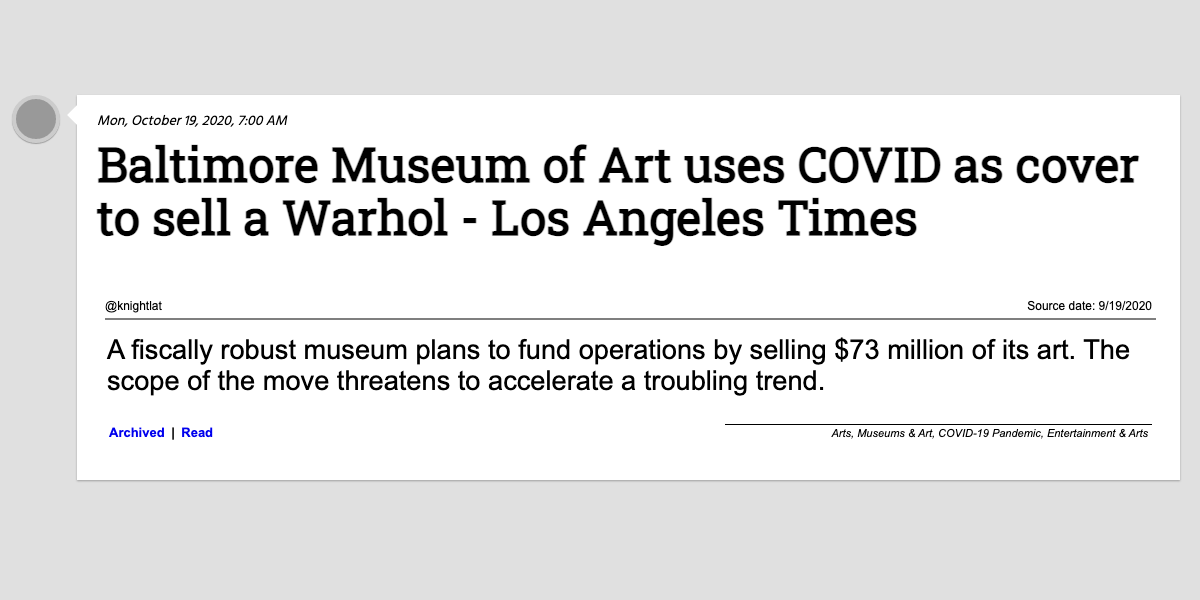 Mon, October 19, 2020, 7:00 AM
Baltimore Museum of Art uses COVID as cover
to sell a Warhol - Los Angeles Times
@knightlat
Source date: 9/19/2020
A fiscally robust museum plans to fund operations by selling $73 million of its art. The
scope of the move threatens to accelerate a troubling trend.
Archived | Read
Arts, Museums & Art, COVID-19 Pandemic, Entertainment & Arts